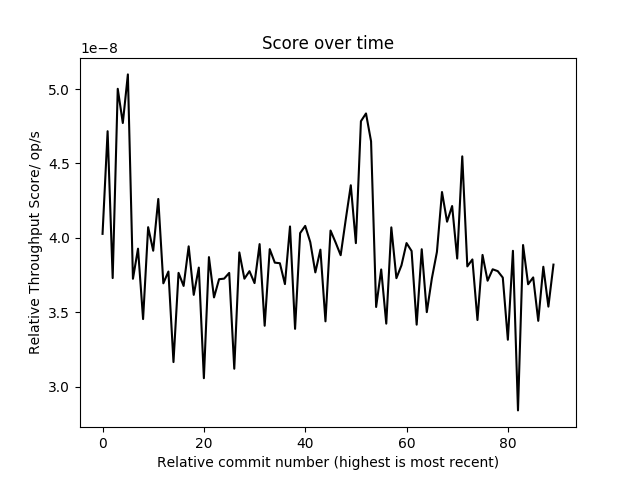 Score over time
1e−8
5.0
4.5
4.0
3.5
3.0
Relative Throughput Score/ op/s
0 20 40 60 80
Relative commit number (highest is most recent)